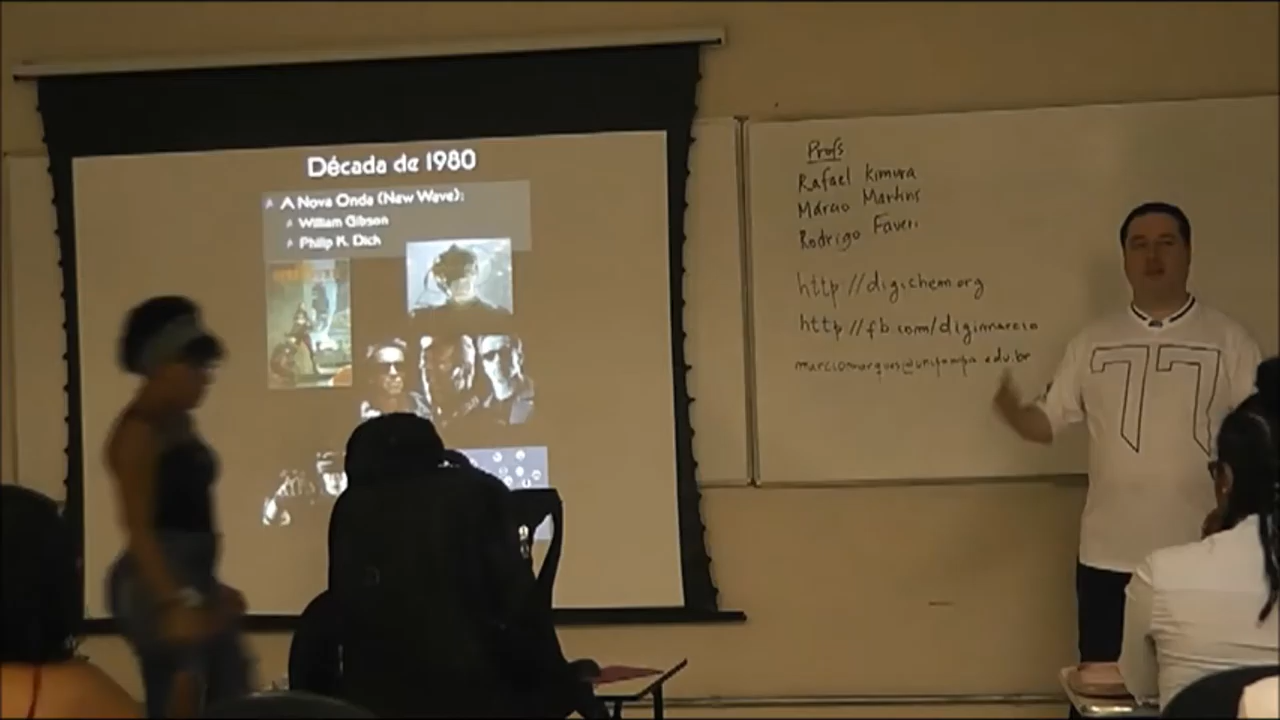 Década de 1980
A Nova Onda (New Wave):
William Gibson
Philip K. Dick
Profs
Rafael Kimura
Márcio Martins
Rodrigo Faveri
http://digichem.org
http://fb.com/digimarcio
77